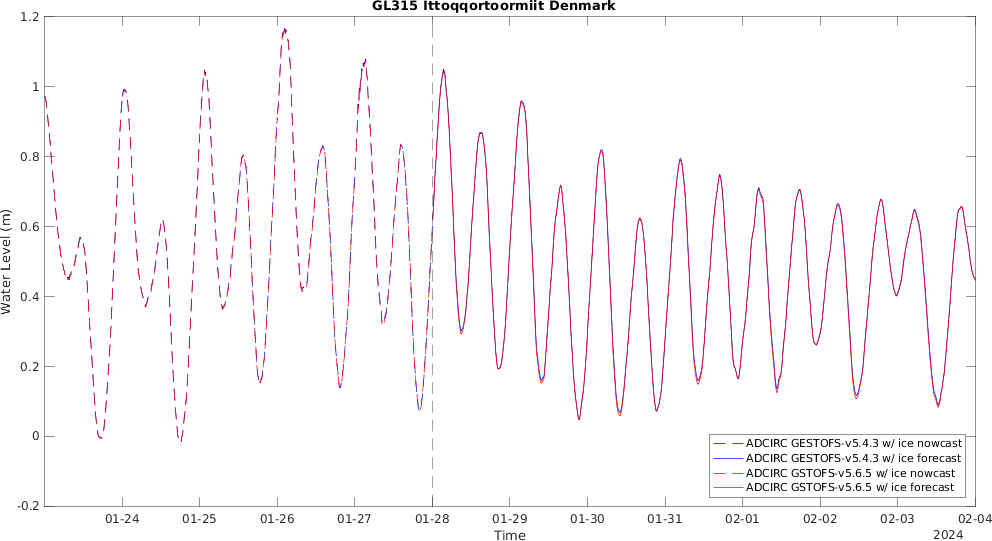 GL315 Ittoqqortoormiit Denmark
1.2
1
0.8
0.6
0.4
0.2
0
-0.2
Water Level (m)
ADCIRC GESTOFS-v5.4.3 w/ ice nowcast
ADCIRC GESTOFS-v5.4.3 w/ ice forecast
ADCIRC GSTOFS-v5.6.5 w/ ice nowcast
ADCIRC GSTOFS-v5.6.5 w/ ice forecast
01-24 01-25 01-26 01-27 01-28 01-29 01-30 01-31 02-01 02-02 02-03 02-04
Time
2024